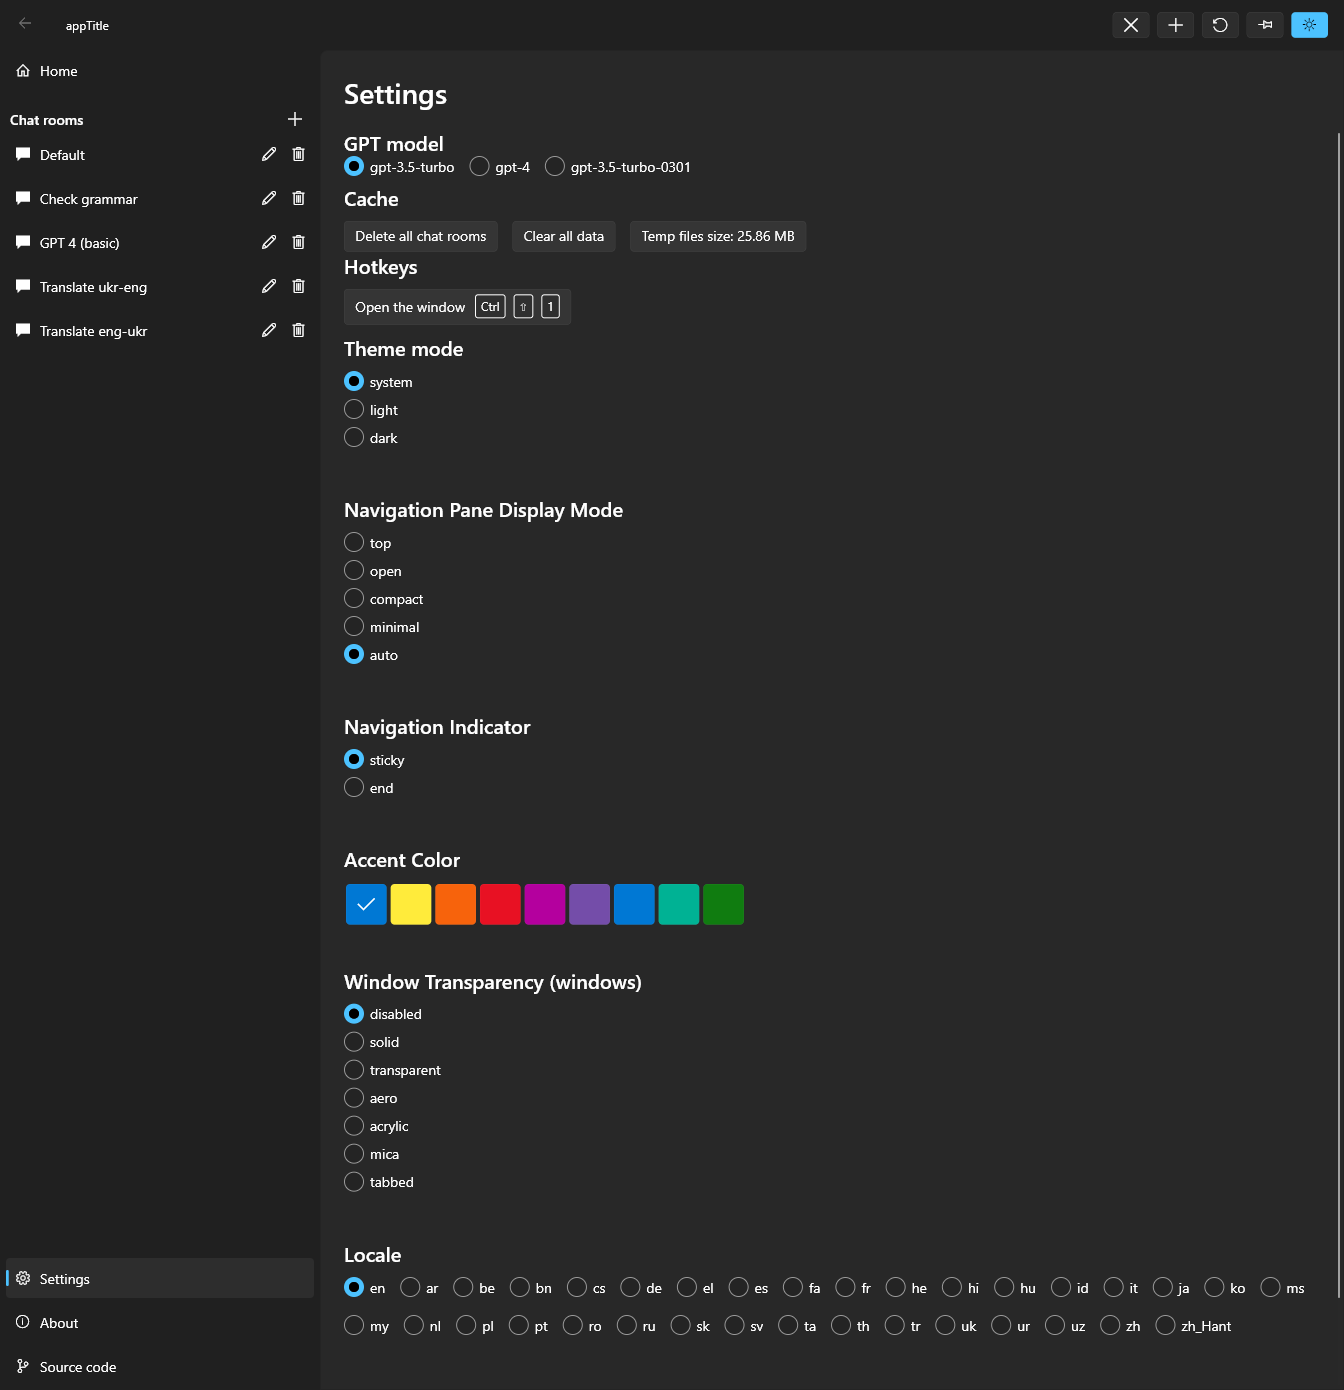 appTitle
Home
Chat rooms
Default
Check grammar
GPT 4 (basic)
Translate ukr-eng
Translate eng-ukr
Settings
About
Source code
Settings
GPT model
gpt-3.5-turbo gpt-4 gpt-3.5-turbo-0301
Cache
Delete all chat rooms Clear all data Temp files size: 25.86 MB
Hotkeys
Open the window Ctrl ⇧ 1
Theme mode
system
light
dark
Navigation Pane Display Mode
top
open
compact
minimal
auto
Navigation Indicator
sticky
end
Accent Color
Window Transparency (windows)
disabled
solid
transparent
aero
acrylic
mica
tabbed
Locale
en ar be bn cs de el es fa fr he hi hu id it ja ko ms
my nl pl pt ro ru sk sv ta th tr uk ur uz zh zh_Hant